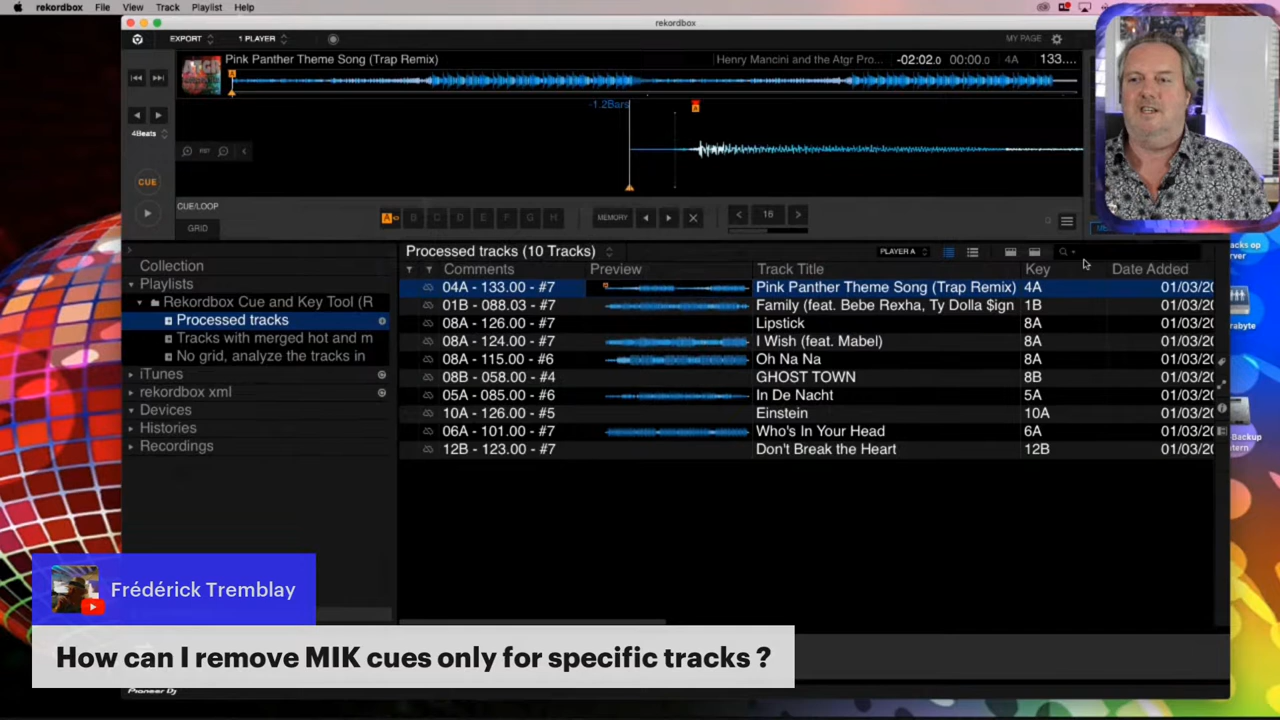 rekordbox File View Track Playlist Help
rekordbox
EXPORT 1 PLAYER MY PAGE
Pink Panther Theme Song (Trap Remix) Henry Mancini and the Atgr Pro... -02:02.0 00:00.0 4A 133....
-1.2Bars
A
4Beats
CUE
CUE/LOOP
GRID
A B C D E F G H MEMORY 16 0
Processed tracks (10 Tracks) PLAYER A
Comments Preview Track Title Key Date Added
04A - 133.00 - #7 Pink Panther Theme Song (Trap Remix) 4A 01/03/20
01B - 088.03 - #7 Family (feat. Bebe Rexha, Ty Dolla $ign 1B 01/03/20
08A - 126.00 - #7 Lipstick 8A 01/03/20
08A - 124.00 - #7 I Wish (feat. Mabel) 8A 01/03/20
08A - 115.00 - #6 Oh Na Na 8A 01/03/20
08B - 058.00 - #4 GHOST TOWN 8B 01/03/20
05A - 085.00 - #6 In De Nacht 5A 01/03/20
10A - 126.00 - #5 Einstein 10A 01/03/20
06A - 101.00 - #7 Who's In Your Head 6A 01/03/20
12B - 123.00 - #7 Don't Break the Heart 12B 01/03/20
Collection
Playlists
Rekordbox Cue and Key Tool (R
Processed tracks
Tracks with merged hot and m
No grid, analyze the tracks in
iTunes
rekordbox xml
Devices
Histories
Recordings
Frédérick Tremblay
How can I remove MIK cues only for specific tracks ?
Pioneer Dj